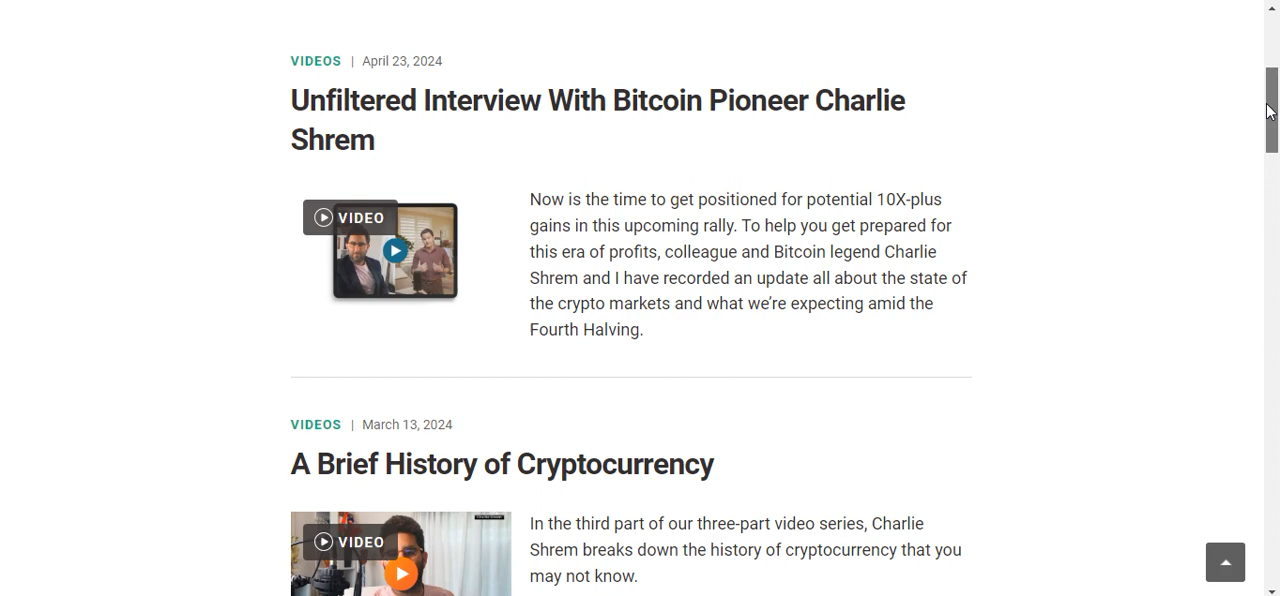 VIDEOS | April 23, 2024
Unfiltered Interview With Bitcoin Pioneer Charlie
Shrem
VIDEO
Now is the time to get positioned for potential 10X-plus
gains in this upcoming rally. To help you get prepared for
this era of profits, colleague and Bitcoin legend Charlie
Shrem and I have recorded an update all about the state of
the crypto markets and what we’re expecting amid the
Fourth Halving.
VIDEOS | March 13, 2024
A Brief History of Cryptocurrency
VIDEO
In the third part of our three-part video series, Charlie
Shrem breaks down the history of cryptocurrency that you
may not know.